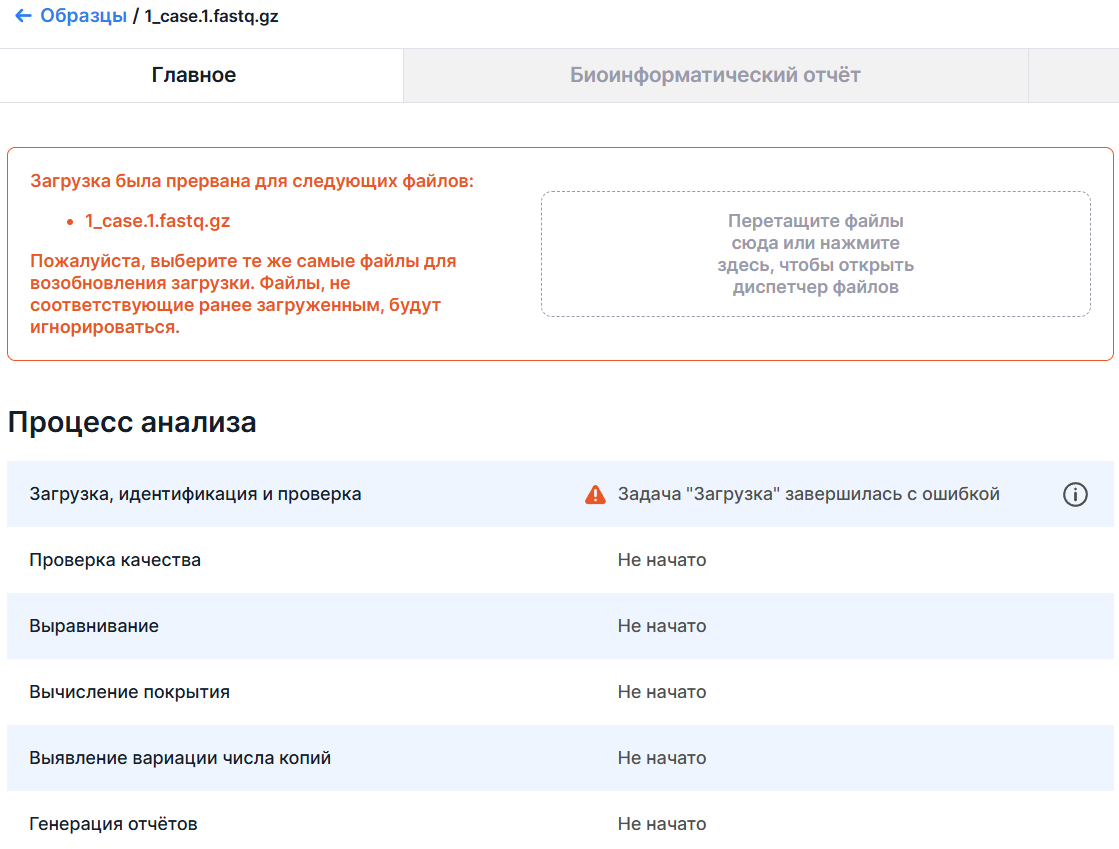 ← Образцы / 1_case.1.fastq.gz
Главное
Биоинформатический отчёт
Загрузка была прервана для следующих файлов:
• 1_case.1.fastq.gz
Пожалуйста, выберите те же самые файлы для
возобновления загрузки. Файлы, не
соответствующие ранее загруженным, будут
игнорироваться.
Перетащите файлы
сюда или нажмите
здесь, чтобы открыть
диспетчер файлов
Процесс анализа
Загрузка, идентификация и проверка
Задача "Загрузка" завершилась с ошибкой
Проверка качества
Не начато
Выравнивание
Не начато
Вычисление покрытия
Не начато
Выявление вариации числа копий
Не начато
Генерация отчётов
Не начато